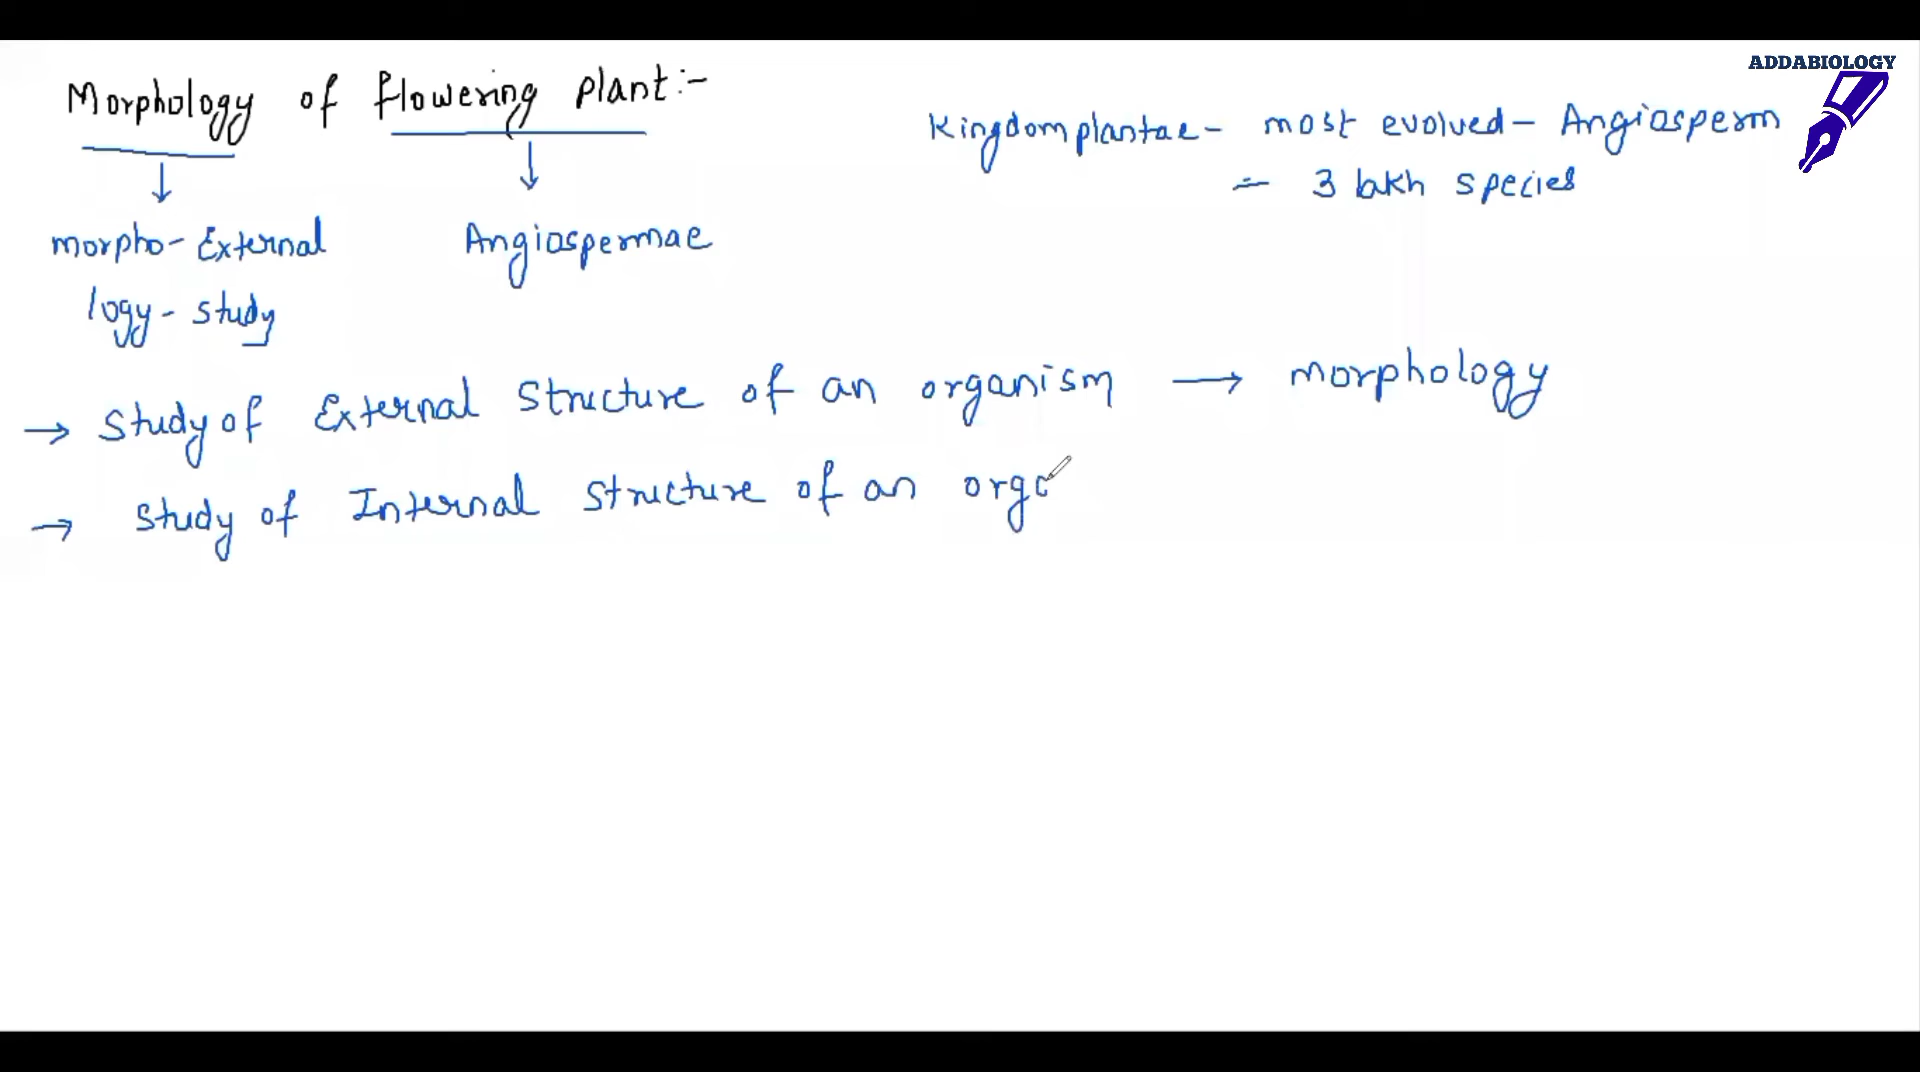 ADDABIOLOGY
Morphology of flowering plant:-
Kingdom plantae - most evolved - Angiosperm
= 3 lakh species
morpho - External
logy - study
Angiospermae
→ Study of External Structure of an organism → morphology
→ Study of Internal Structure of an orga